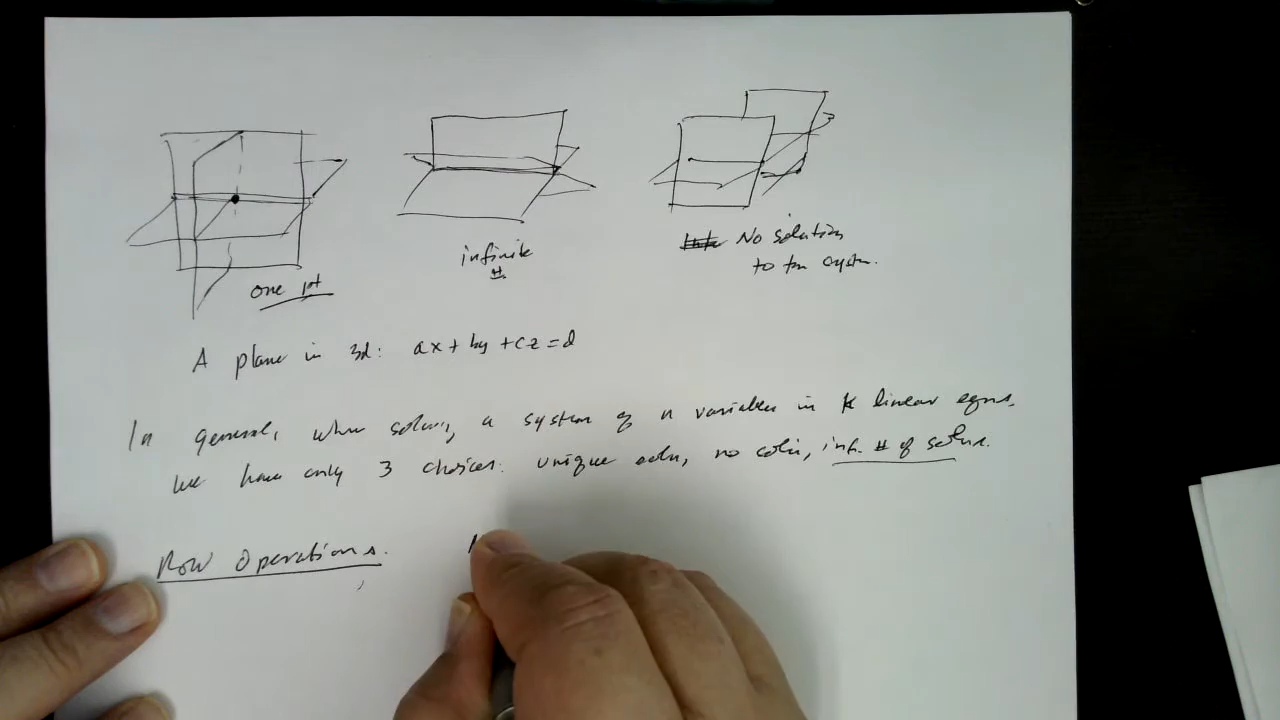 one pt
infinite
#
No solution
to the system.
A plane in 3d: ax + by + cz = d
In general, when solving a system of n variables in k linear eqns.
We have only 3 choices: unique soln, no soln, inf. # of solns.
Row Operations.